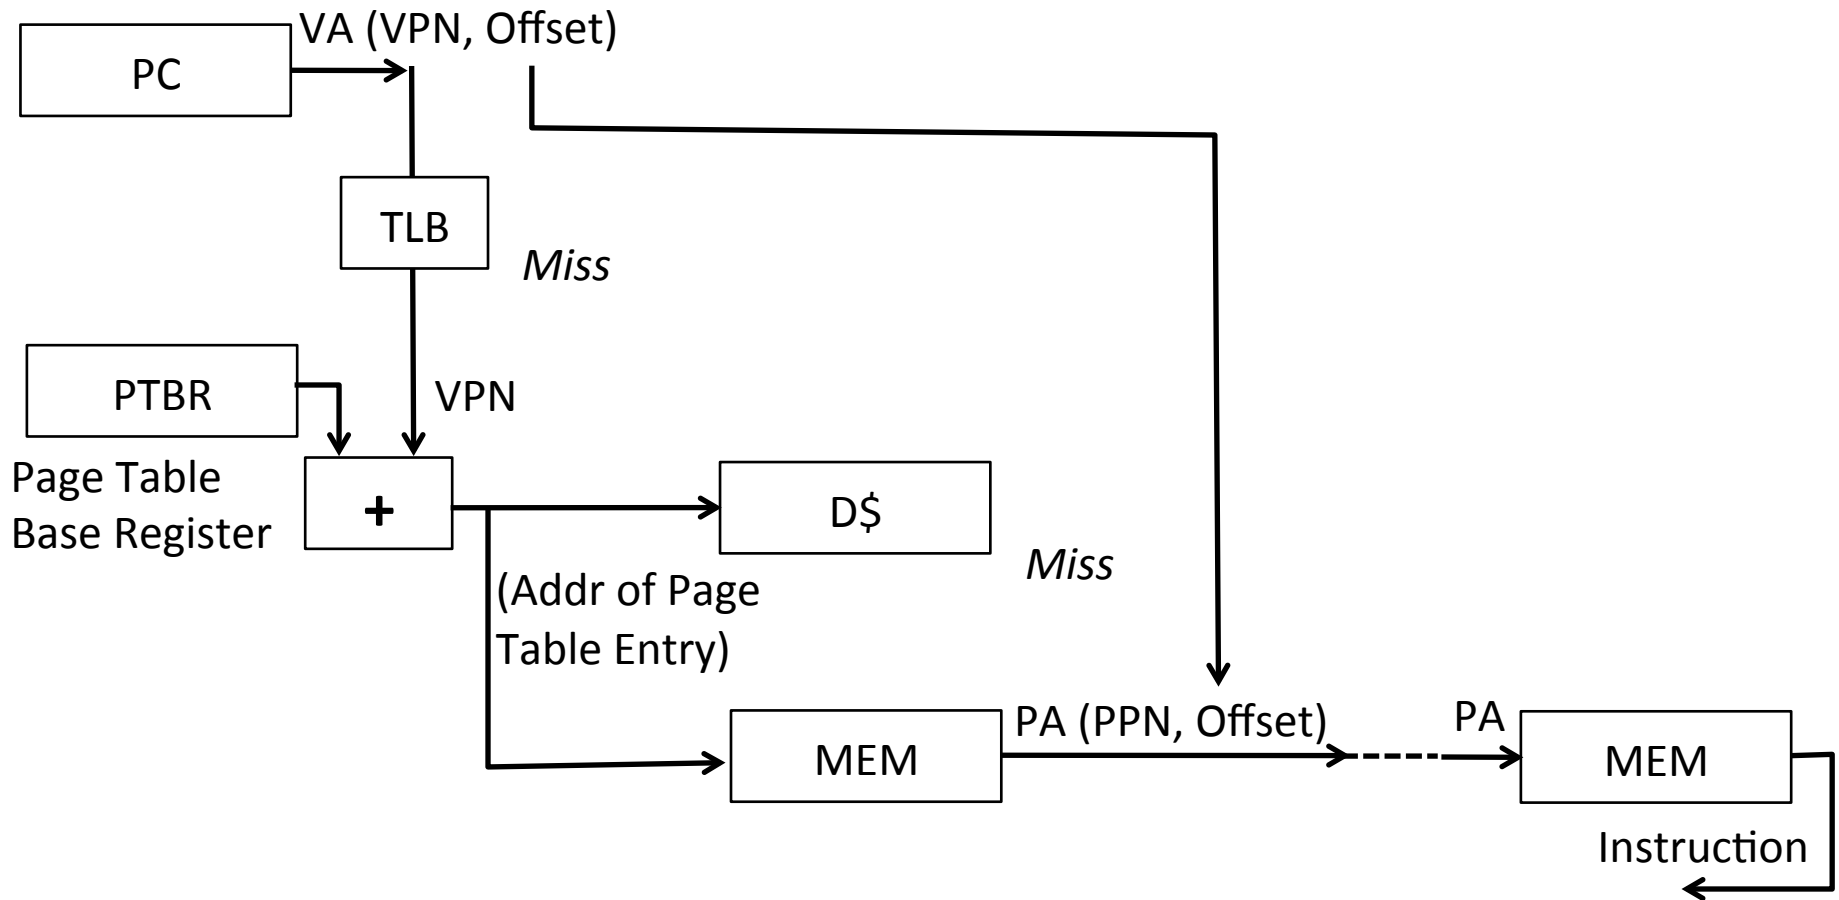 VA (VPN, Offset)
PC
TLB
Miss
PTBR
VPN
Page Table
Base Register
+
D$
Miss
(Addr of Page
Table Entry)
MEM
PA (PPN, Offset)
PA
MEM
Instruction